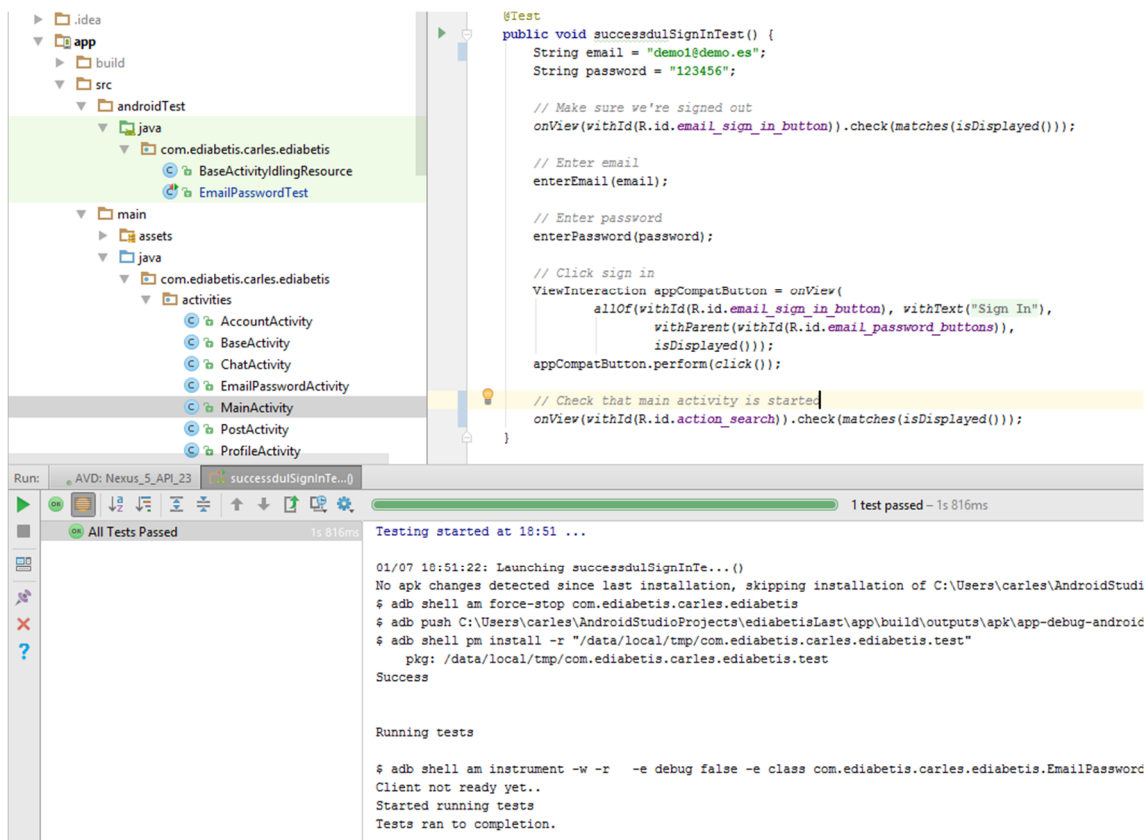 .idea
app
build
src
androidTest
java
com.ediabetis.carles.ediabetis
BaseActivityIdlingResource
EmailPasswordTest
main
assets
java
com.ediabetis.carles.ediabetis
activities
AccountActivity
BaseActivity
ChatActivity
EmailPasswordActivity
MainActivity
PostActivity
ProfileActivity
@Test
public void successdulSignInTest() {
String email = "demo1@demo.es";
String password = "123456";
// Make sure we're signed out
onView(withId(R.id.email_sign_in_button)).check(matches(isDisplayed()));
// Enter email
enterEmail(email);
// Enter password
enterPassword(password);
// Click sign in
ViewInteraction appCompatButton = onView(
allOf(withId(R.id.email_sign_in_button), withText("Sign In"),
withParent(withId(R.id.email_password_buttons)),
isDisplayed()));
appCompatButton.perform(click());
// Check that main activity is started
onView(withId(R.id.action_search)).check(matches(isDisplayed()));
}
Run: AVD: Nexus_5_API_23 successdulSignInTe...()
OK 1 test passed – 1s 816ms
OK All Tests Passed 1s 816ms
Testing started at 18:51 ...
01/07 18:51:22: Launching successdulSignInTe...()
No apk changes detected since last installation, skipping installation of C:\Users\carles\AndroidStudi
$ adb shell am force-stop com.ediabetis.carles.ediabetis
$ adb push C:\Users\carles\AndroidStudioProjects\ediabetisLast\app\build\outputs\apk\app-debug-android
$ adb shell pm install -r "/data/local/tmp/com.ediabetis.carles.ediabetis.test"
pkg: /data/local/tmp/com.ediabetis.carles.ediabetis.test
Success
Running tests
$ adb shell am instrument -w -r   -e debug false -e class com.ediabetis.carles.ediabetis.EmailPassword
Client not ready yet..
Started running tests
Tests ran to completion.